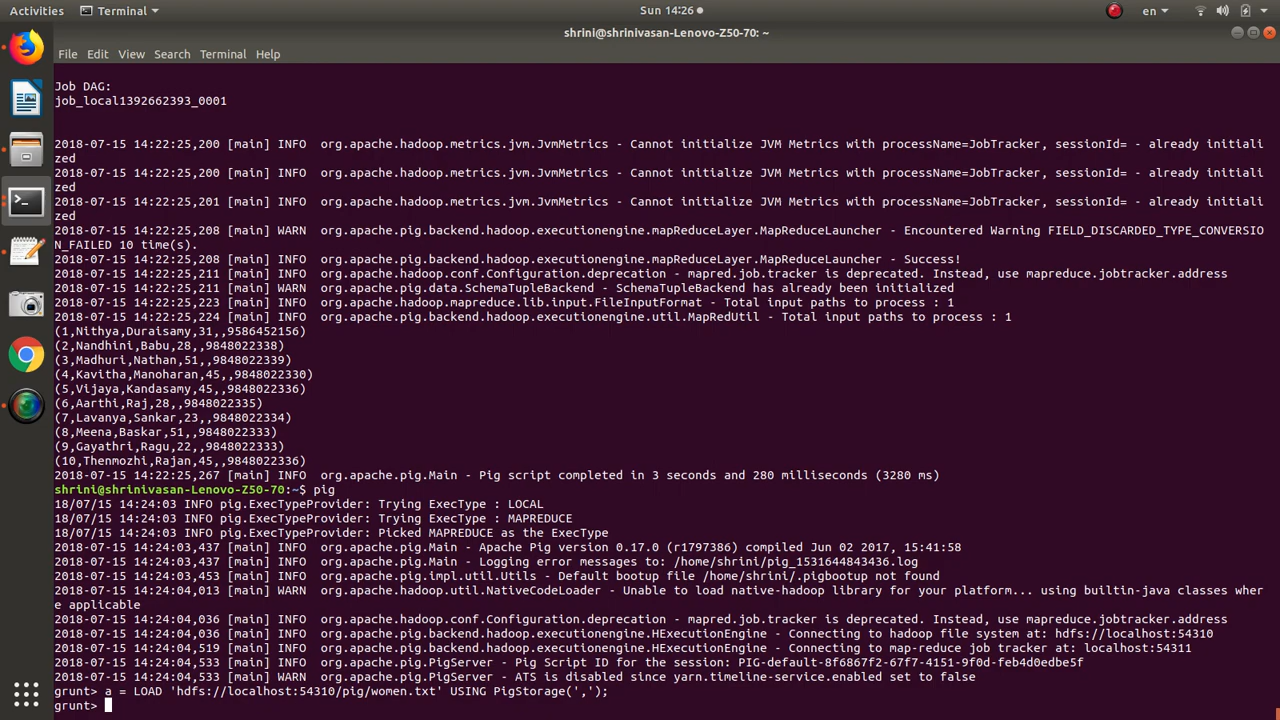 Activities
Terminal
Sun 14:26
en
shrini@shrinivasan-Lenovo-Z50-70: ~
File Edit View Search Terminal Help
Job DAG:
job_local1392662393_0001
2018-07-15 14:22:25,200 [main] INFO  org.apache.hadoop.metrics.jvm.JvmMetrics - Cannot initialize JVM Metrics with processName=JobTracker, sessionId= - already initiali
zed
2018-07-15 14:22:25,200 [main] INFO  org.apache.hadoop.metrics.jvm.JvmMetrics - Cannot initialize JVM Metrics with processName=JobTracker, sessionId= - already initiali
zed
2018-07-15 14:22:25,201 [main] INFO  org.apache.hadoop.metrics.jvm.JvmMetrics - Cannot initialize JVM Metrics with processName=JobTracker, sessionId= - already initiali
zed
2018-07-15 14:22:25,208 [main] WARN  org.apache.pig.backend.hadoop.executionengine.mapReduceLayer.MapReduceLauncher - Encountered Warning FIELD_DISCARDED_TYPE_CONVERSIO
N_FAILED 10 time(s).
2018-07-15 14:22:25,208 [main] INFO  org.apache.pig.backend.hadoop.executionengine.mapReduceLayer.MapReduceLauncher - Success!
2018-07-15 14:22:25,211 [main] INFO  org.apache.hadoop.conf.Configuration.deprecation - mapred.job.tracker is deprecated. Instead, use mapreduce.jobtracker.address
2018-07-15 14:22:25,211 [main] WARN  org.apache.pig.data.SchemaTupleBackend - SchemaTupleBackend has already been initialized
2018-07-15 14:22:25,223 [main] INFO  org.apache.hadoop.mapreduce.lib.input.FileInputFormat - Total input paths to process : 1
2018-07-15 14:22:25,224 [main] INFO  org.apache.pig.backend.hadoop.executionengine.util.MapRedUtil - Total input paths to process : 1
(1,Nithya,Duraisamy,31,,9586452156)
(2,Nandhini,Babu,28,,9848022338)
(3,Madhuri,Nathan,51,,9848022339)
(4,Kavitha,Manoharan,45,,9848022330)
(5,Vijaya,Kandasamy,45,,9848022336)
(6,Aarthi,Raj,28,,9848022335)
(7,Lavanya,Sankar,23,,9848022334)
(8,Meena,Baskar,51,,9848022333)
(9,Gayathri,Ragu,22,,9848022333)
(10,Thenmozhi,Rajan,45,,9848022336)
2018-07-15 14:22:25,267 [main] INFO  org.apache.pig.Main - Pig script completed in 3 seconds and 280 milliseconds (3280 ms)
shrini@shrinivasan-Lenovo-Z50-70:~$ pig
18/07/15 14:24:03 INFO pig.ExecTypeProvider: Trying ExecType : LOCAL
18/07/15 14:24:03 INFO pig.ExecTypeProvider: Trying ExecType : MAPREDUCE
18/07/15 14:24:03 INFO pig.ExecTypeProvider: Picked MAPREDUCE as the ExecType
2018-07-15 14:24:03,437 [main] INFO  org.apache.pig.Main - Apache Pig version 0.17.0 (r1797386) compiled Jun 02 2017, 15:41:58
2018-07-15 14:24:03,437 [main] INFO  org.apache.pig.Main - Logging error messages to: /home/shrini/pig_1531644843436.log
2018-07-15 14:24:03,453 [main] INFO  org.apache.pig.impl.util.Utils - Default bootup file /home/shrini/.pigbootup not found
2018-07-15 14:24:04,013 [main] WARN  org.apache.hadoop.util.NativeCodeLoader - Unable to load native-hadoop library for your platform... using builtin-java classes wher
e applicable
2018-07-15 14:24:04,036 [main] INFO  org.apache.hadoop.conf.Configuration.deprecation - mapred.job.tracker is deprecated. Instead, use mapreduce.jobtracker.address
2018-07-15 14:24:04,036 [main] INFO  org.apache.pig.backend.hadoop.executionengine.HExecutionEngine - Connecting to hadoop file system at: hdfs://localhost:54310
2018-07-15 14:24:04,519 [main] INFO  org.apache.pig.backend.hadoop.executionengine.HExecutionEngine - Connecting to map-reduce job tracker at: localhost:54311
2018-07-15 14:24:04,533 [main] INFO  org.apache.pig.PigServer - Pig Script ID for the session: PIG-default-8f6867f2-67f7-4151-9f0d-feb4d0edbe5f
2018-07-15 14:24:04,533 [main] WARN  org.apache.pig.PigServer - ATS is disabled since yarn.timeline-service.enabled set to false
grunt> a = LOAD 'hdfs://localhost:54310/pig/women.txt' USING PigStorage(',');
grunt>